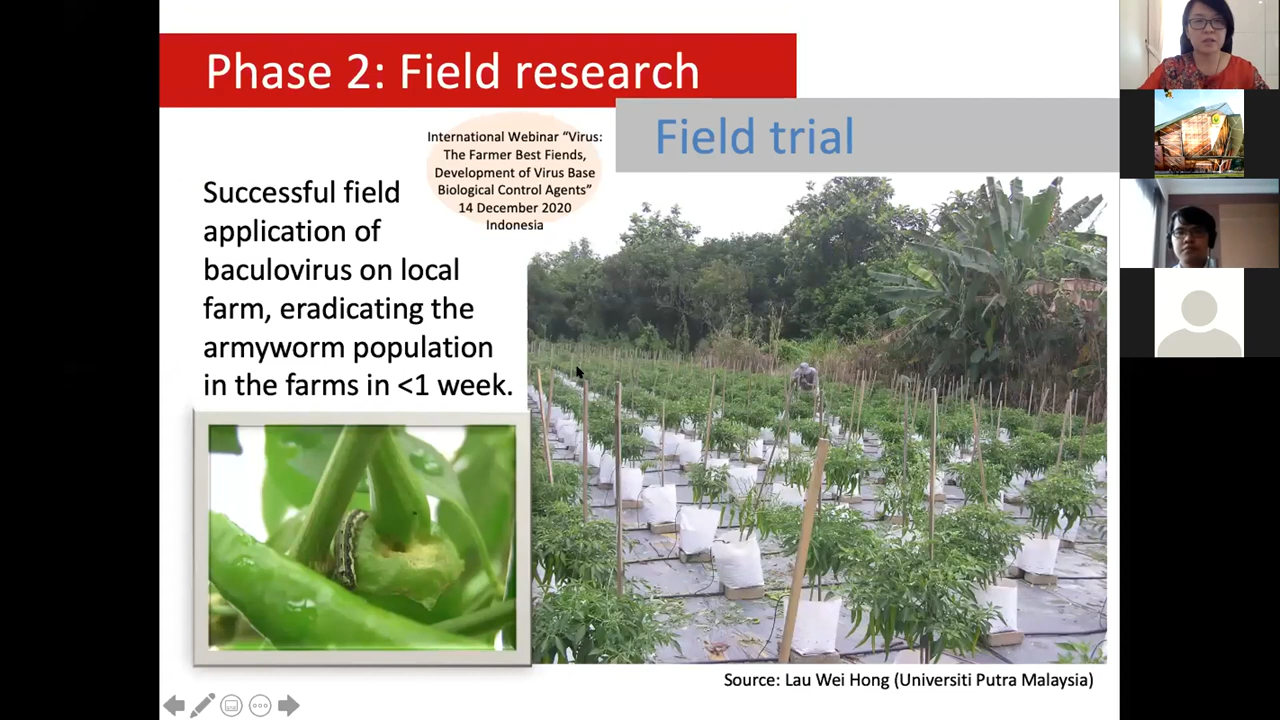 Phase 2: Field research
Field trial
International Webinar “Virus:
The Farmer Best Fiends,
Development of Virus Base
Biological Control Agents”
14 December 2020
Indonesia
Successful field
application of
baculovirus on local
farm, eradicating the
armyworm population
in the farms in <1 week.
Source: Lau Wei Hong (Universiti Putra Malaysia)